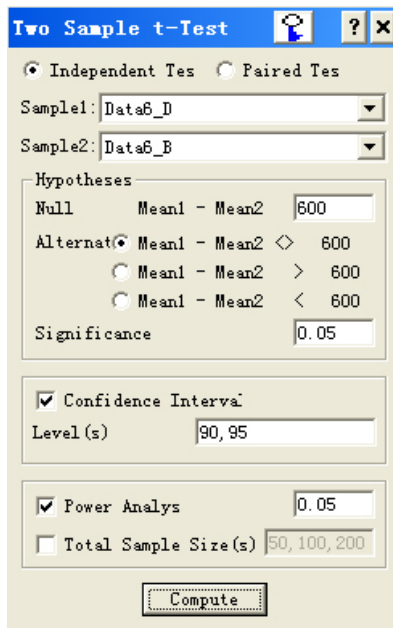 Two Sample t-Test ? ×
Independent Tes Paired Tes
Sample1: Data6_D
Sample2: Data6_B
Hypotheses
Null Mean1 - Mean2 600
Alternat Mean1 - Mean2 <> 600
Mean1 - Mean2 > 600
Mean1 - Mean2 < 600
Significance 0.05
Confidence Interval
Level(s) 90,95
Power Analys 0.05
Total Sample Size(s) 50,100,200
Compute